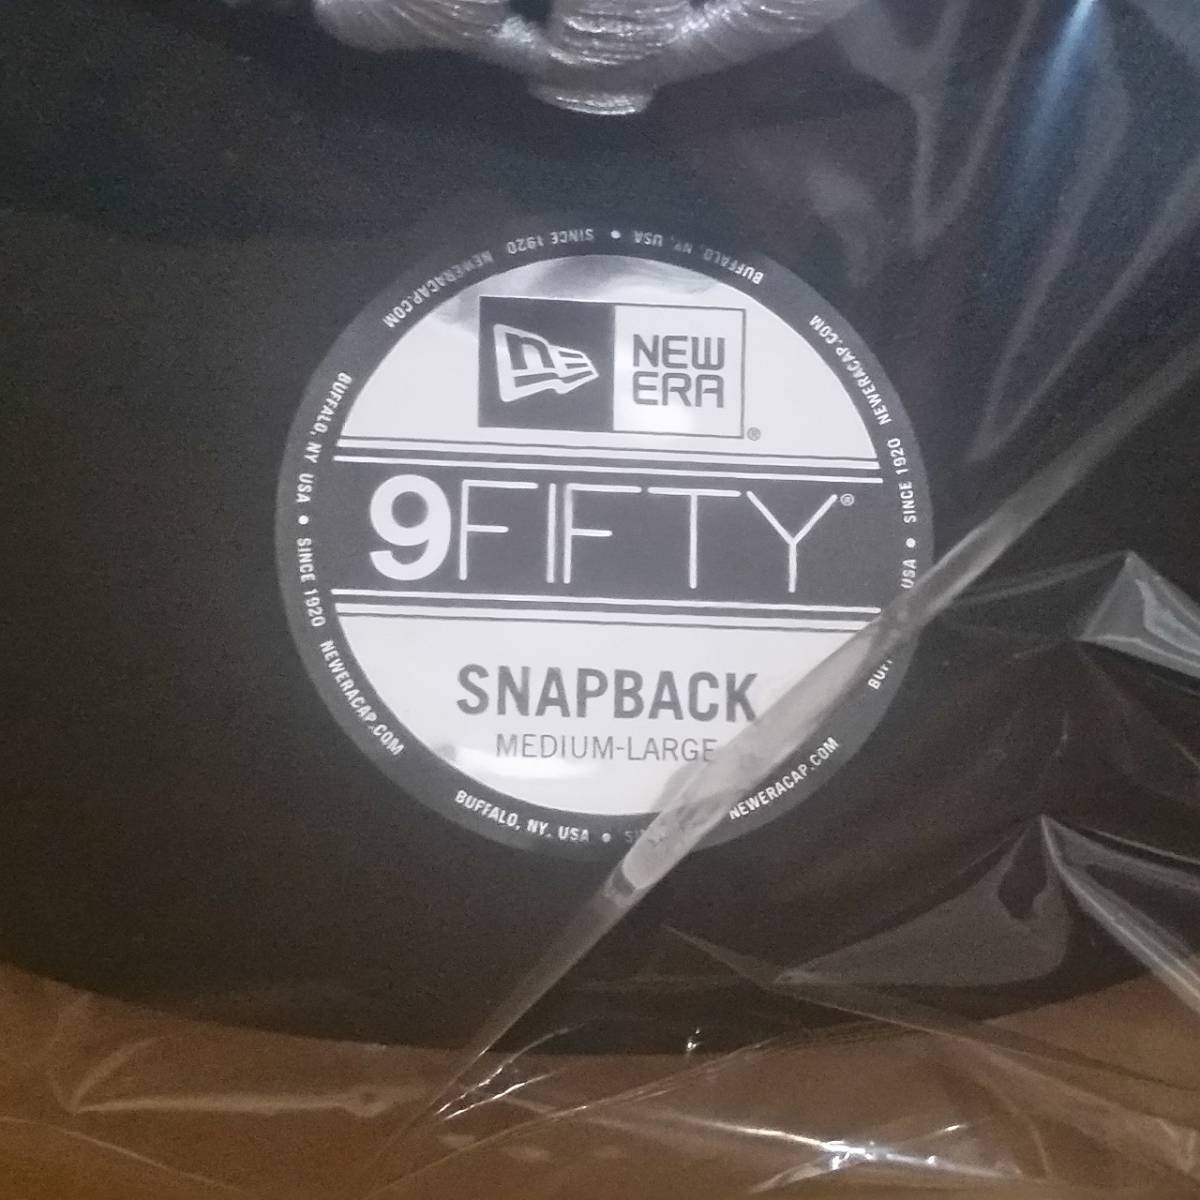 NEW
ERA
®
9FIFTY®
SNAPBACK
MEDIUM-LARGE
BUFFALO, NY, USA • SINCE 1920 NEWERACAP.COM
BUFFALO, NY USA • SINCE 1920 NEWERACAP.COM
BUFFALO, NY, USA •
NEWERACAP.COM
USA • SINCE 1920 NEWERACAP.COM